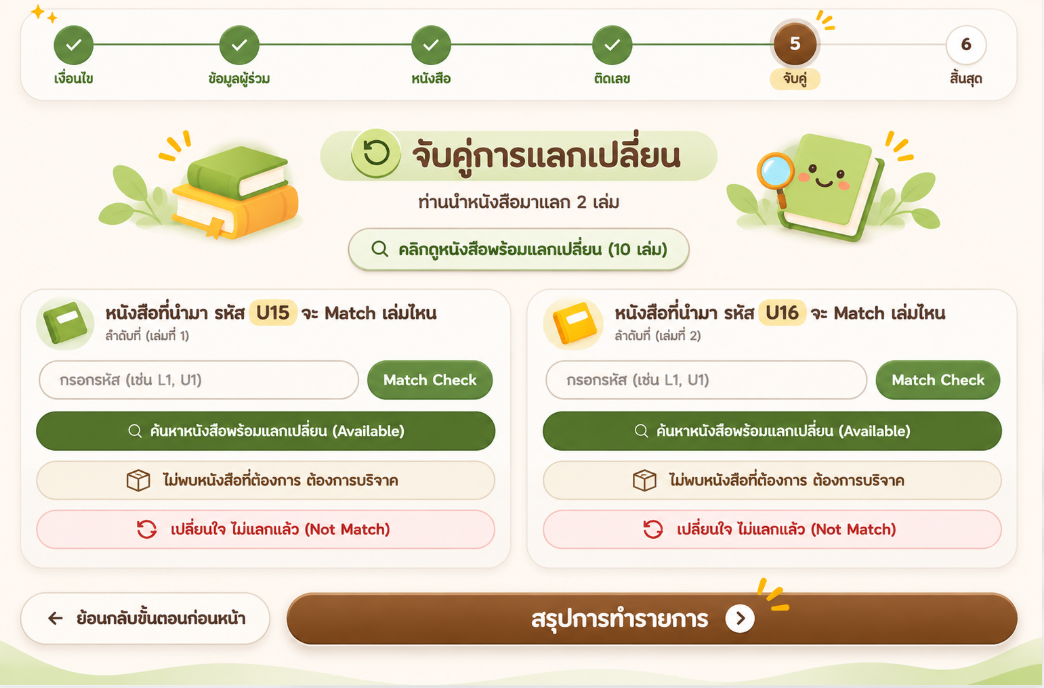 เงื่อนไข
ข้อมูลผู้ร่วม
หนังสือ
ติดเลข
5
จับคู่
6
สิ้นสุด
จับคู่การแลกเปลี่ยน
ท่านนำหนังสือมาแลก 2 เล่ม
คลิกดูหนังสือพร้อมแลกเปลี่ยน (10 เล่ม)
หนังสือที่นำมา รหัส U15 จะ Match เล่มไหน
ลำดับที่ (เล่มที่ 1)
กรอกรหัส (เช่น L1, U1)
Match Check
ค้นหาหนังสือพร้อมแลกเปลี่ยน (Available)
ไม่พบหนังสือที่ต้องการ ต้องการบริจาค
เปลี่ยนใจ ไม่แลกแล้ว (Not Match)
หนังสือที่นำมา รหัส U16 จะ Match เล่มไหน
ลำดับที่ (เล่มที่ 2)
กรอกรหัส (เช่น L1, U1)
Match Check
ค้นหาหนังสือพร้อมแลกเปลี่ยน (Available)
ไม่พบหนังสือที่ต้องการ ต้องการบริจาค
เปลี่ยนใจ ไม่แลกแล้ว (Not Match)
ย้อนกลับขั้นตอนก่อนหน้า
สรุปการทำรายการ